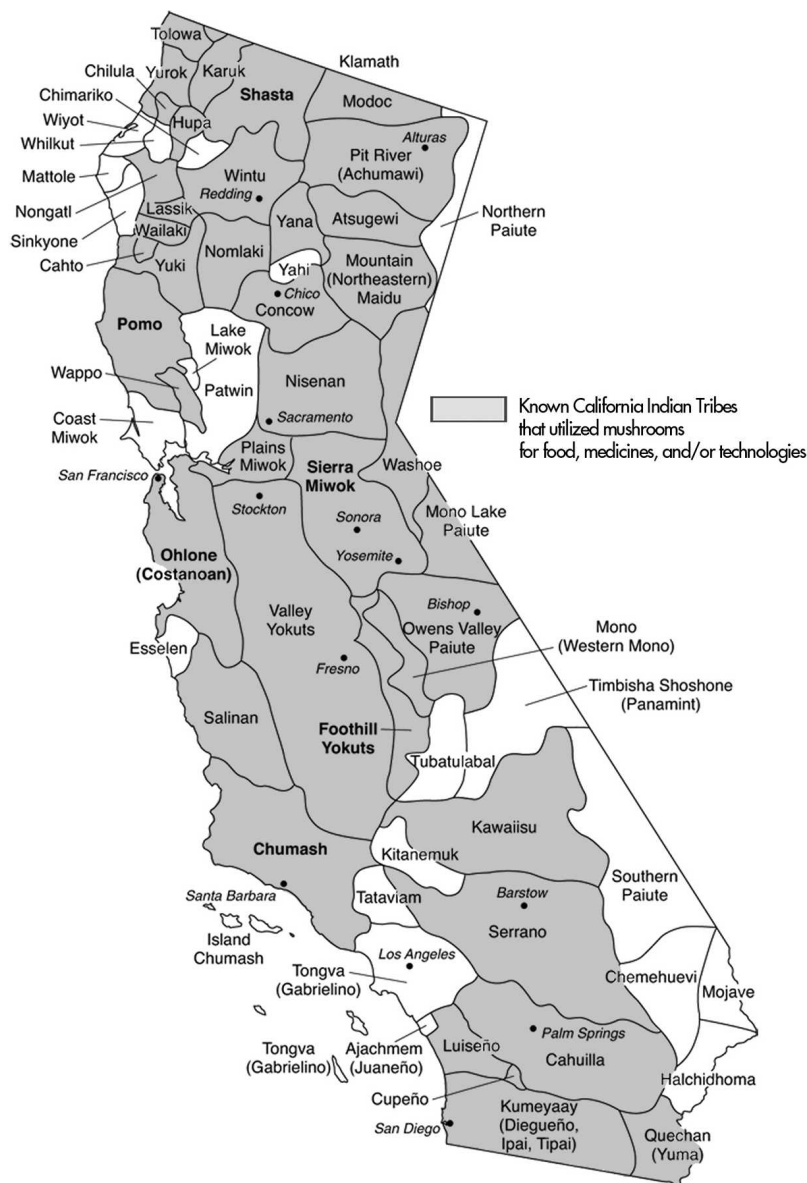 Tolowa
Klamath
Chilula
Yurok
Karuk
Chimariko
Shasta
Modoc
Wiyot
Hupa
Whilkut
Alturas
Pit River
(Achumawi)
Mattole
Wintu
Redding
Nongatl
Lassik
Yana
Atsugewi
Northern
Paiute
Sinkyone
Wailaki
Cahto
Yuki
Nomlaki
Yahi
Mountain
(Northeastern)
Maidu
Chico
Concow
Pomo
Lake
Miwok
Wappo
Patwin
Nisenan
Known California Indian Tribes
that utilized mushrooms
for food, medicines, and/or technologies
Coast
Miwok
Sacramento
Plains
Miwok
Sierra
Miwok
Washoe
San Francisco
Stockton
Sonora
Mono Lake
Paiute
Yosemite
Ohlone
(Costanoan)
Valley
Yokuts
Bishop
Owens Valley
Paiute
Mono
(Western Mono)
Esselen
Fresno
Timbisha Shoshone
(Panamint)
Salinan
Foothill
Yokuts
Tubatulabal
Kawaiisu
Chumash
Kitanemuk
Southern
Paiute
Santa Barbara
Tataviam
Barstow
Serrano
Island
Chumash
Los Angeles
Tongva
(Gabrielino)
Chemehuevi
Mojave
Palm Springs
Cahuilla
Tongva
(Gabrielino)
Ajachmem
(Juaneño)
Luiseño
Halchidhoma
Cupeño
Kumeyaay
(Diegueño,
Ipai, Tipai)
San Diego
Quechan
(Yuma)